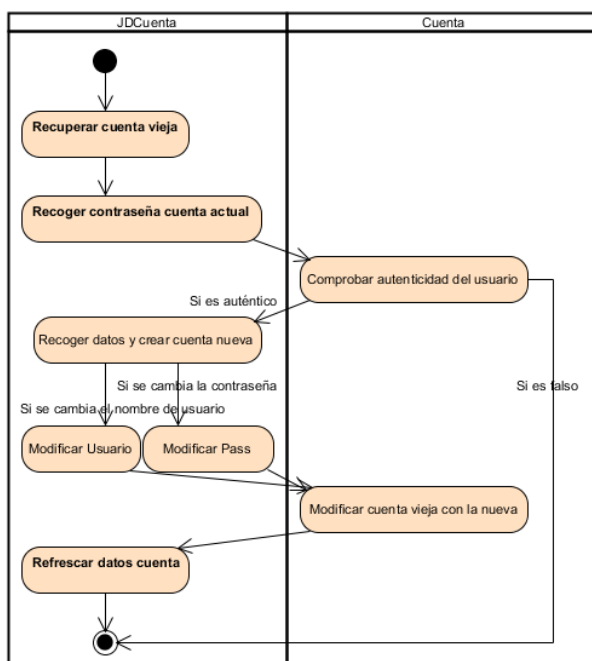 JDCuenta
Cuenta
Recuperar cuenta vieja
Recoger contraseña cuenta actual
Comprobar autenticidad del usuario
Si es auténtico
Recoger datos y crear cuenta nueva
Si se cambia la contraseña
Si es falso
Si se cambia el nombre de usuario
Modificar Usuario
Modificar Pass
Modificar cuenta vieja con la nueva
Refrescar datos cuenta